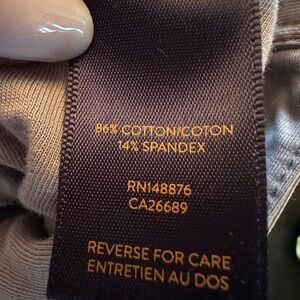 86% COTTON/COTON
14% SPANDEX
RN148876
CA26689
REVERSE FOR CARE
ENTRETIEN AU DOS